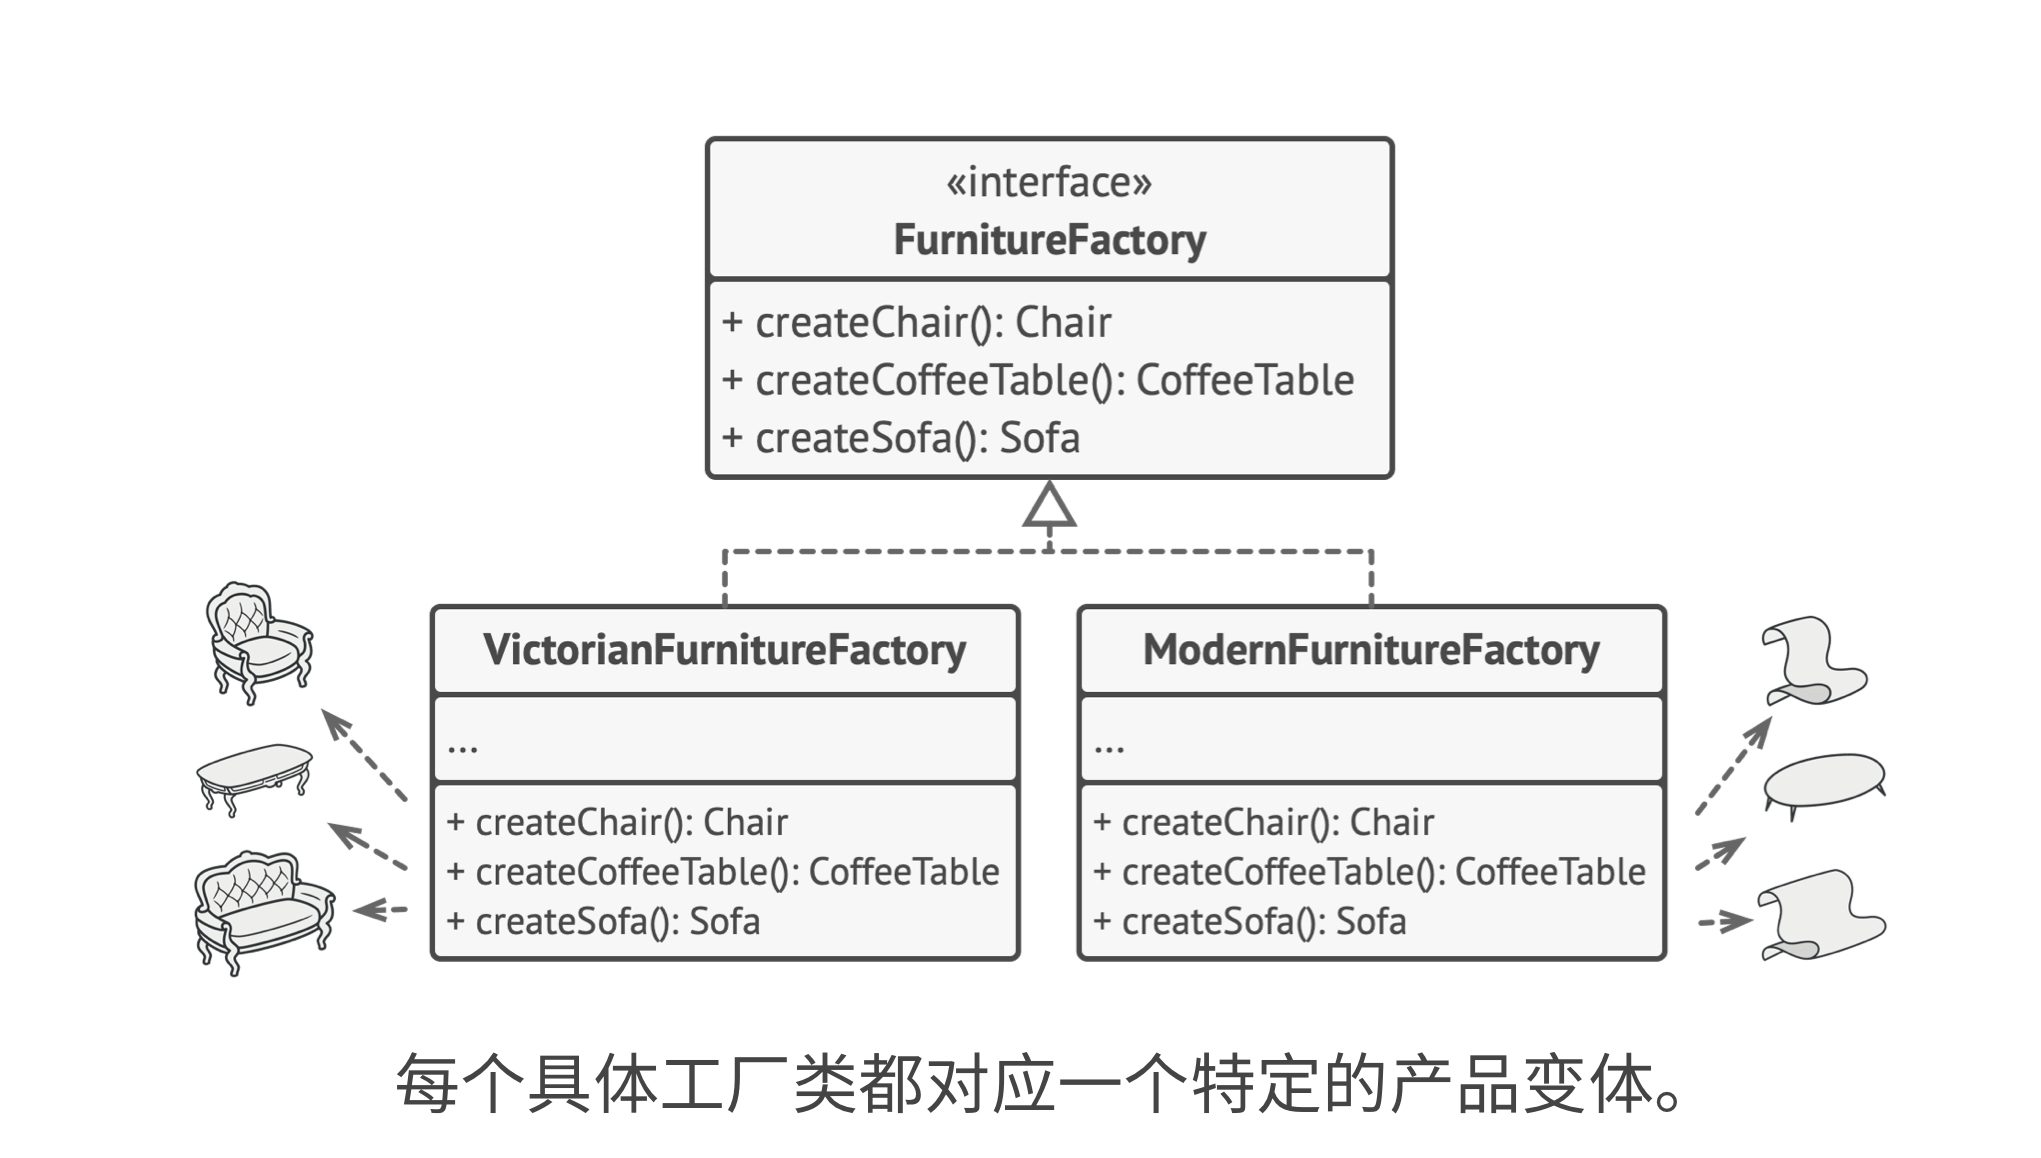 «interface»
FurnitureFactory
+ createChair(): Chair
+ createCoffeeTable(): CoffeeTable
+ createSofa(): Sofa
VictorianFurnitureFactory
...
+ createChair(): Chair
+ createCoffeeTable(): CoffeeTable
+ createSofa(): Sofa
ModernFurnitureFactory
...
+ createChair(): Chair
+ createCoffeeTable(): CoffeeTable
+ createSofa(): Sofa
每个具体工厂类都对应一个特定的产品变体。